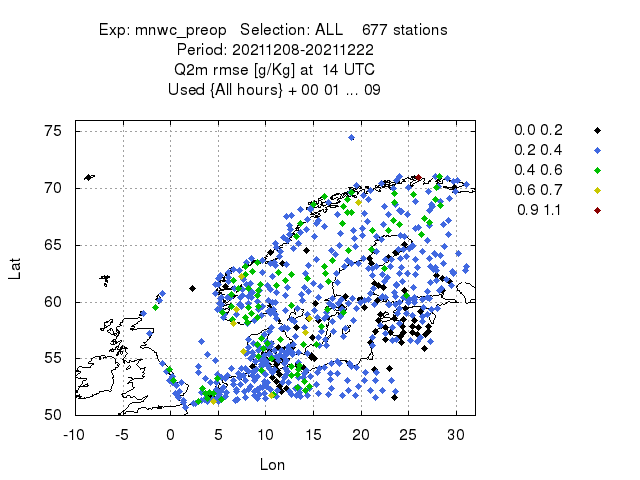 Exp: mnwc_preop   Selection: ALL    677 stations
Period: 20211208-20211222
Q2m rmse [g/Kg] at  14 UTC
Used {All hours} + 00 01 ... 09
0.0 0.2
0.2 0.4
0.4 0.6
0.6 0.7
0.9 1.1
75
70
65
60
55
50
Lat
-10 -5 0 5 10 15 20 25 30
Lon